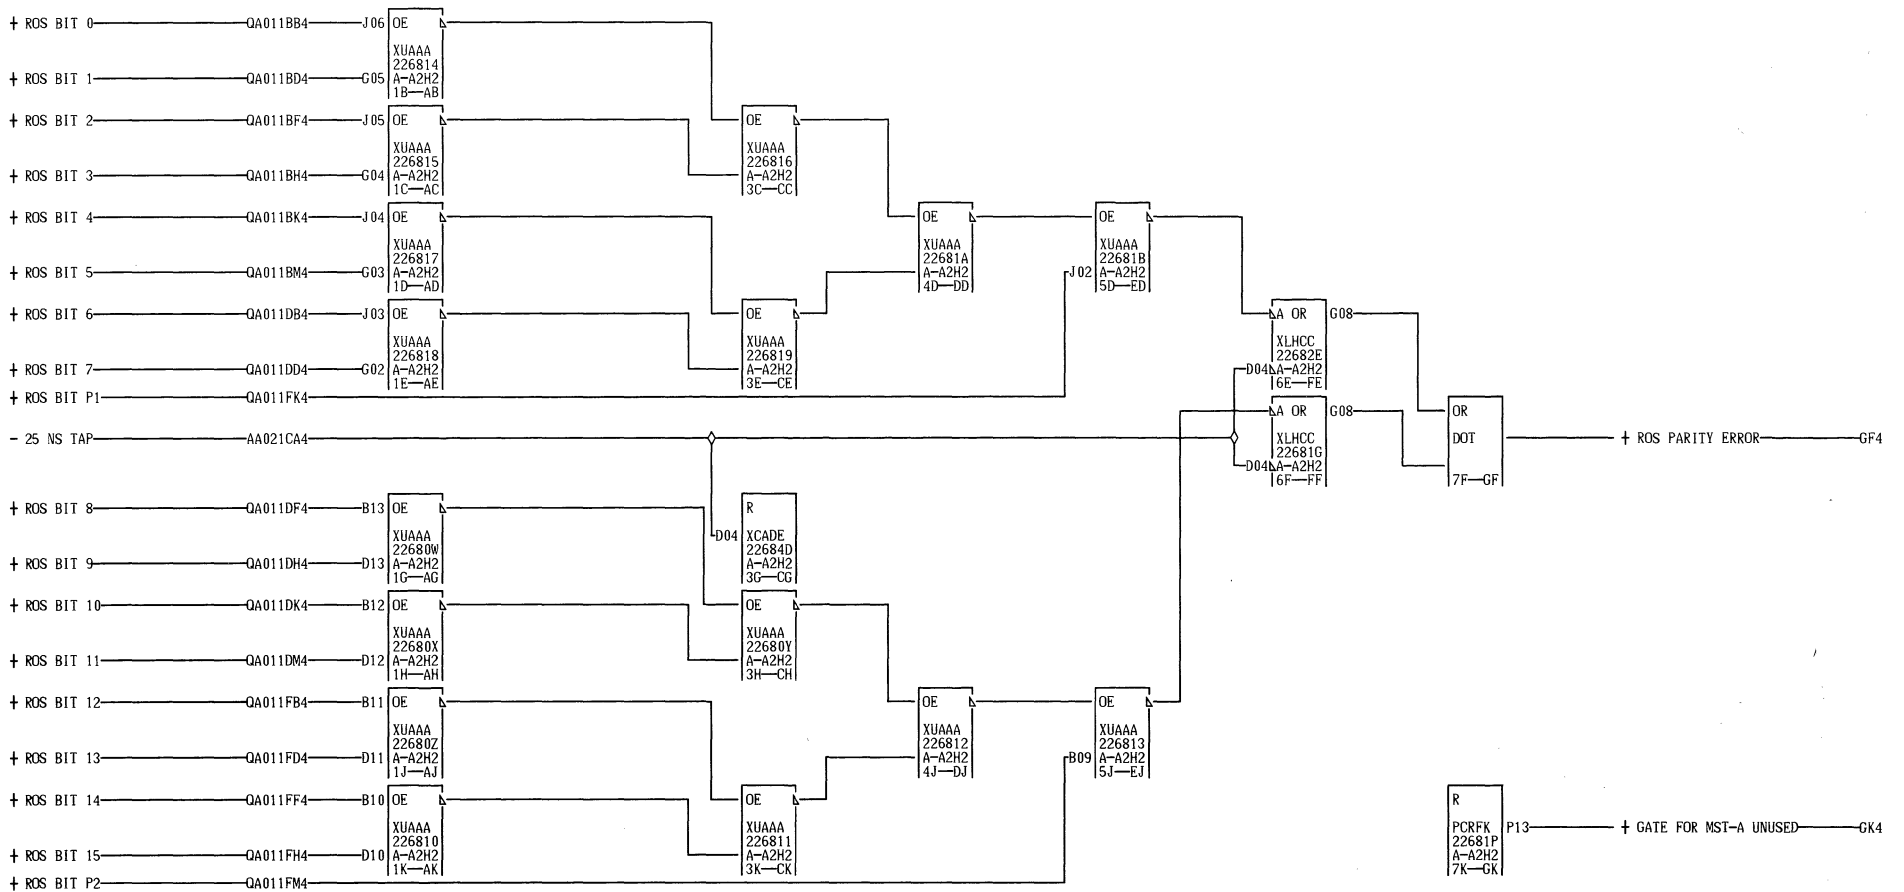 + ROS BIT 0 QA011BB4 J06 OE
XUAAA
226814
+ ROS BIT 1 QA011BD4 G05 A-A2H2
1B—AB
+ ROS BIT 2 QA011BF4 J05 OE
XUAAA
226815
+ ROS BIT 3 QA011BH4 G04 A-A2H2
1C—AC
OE
XUAAA
226816
A-A2H2
3C—CC
+ ROS BIT 4 QA011BK4 J04 OE
XUAAA
226817
+ ROS BIT 5 QA011BM4 G03 A-A2H2
1D—AD
OE
XUAAA
22681A
A-A2H2
4D—DD
OE
XUAAA
22681B
J02 A-A2H2
5D—ED
+ ROS BIT 6 QA011DB4 J03 OE
XUAAA
226818
+ ROS BIT 7 QA011DD4 G02 A-A2H2
1E—AE
OE
XUAAA
226819
A-A2H2
3E—CE
A OR G08
XLHCC
22682E
D04 A-A2H2
6E—FE
+ ROS BIT P1 QA011FK4
- 25 NS TAP AA021CA4
A OR G08
XLHCC
22681G
D04 A-A2H2
6F—FF
OR
DOT + ROS PARITY ERROR GF4
7F—GF
+ ROS BIT 8 QA011DF4 B13 OE
XUAAA
22680W
+ ROS BIT 9 QA011DH4 D13 A-A2H2
1G—AG
R
D04 XCADE
22684D
A-A2H2
3G—CG
+ ROS BIT 10 QA011DK4 B12 OE
XUAAA
22680X
+ ROS BIT 11 QA011DM4 D12 A-A2H2
1H—AH
OE
XUAAA
22680Y
A-A2H2
3H—CH
+ ROS BIT 12 QA011FB4 B11 OE
XUAAA
22680Z
+ ROS BIT 13 QA011FD4 D11 A-A2H2
1J—AJ
OE
XUAAA
226812
A-A2H2
4J—DJ
OE
XUAAA
226813
B09 A-A2H2
5J—EJ
+ ROS BIT 14 QA011FF4 B10 OE
XUAAA
226810
+ ROS BIT 15 QA011FH4 D10 A-A2H2
1K—AK
OE
XUAAA
226811
A-A2H2
3K—CK
R
PCRFK P13 + GATE FOR MST-A UNUSED GK4
22681P
A-A2H2
7K—GK
+ ROS BIT P2 QA011FM4